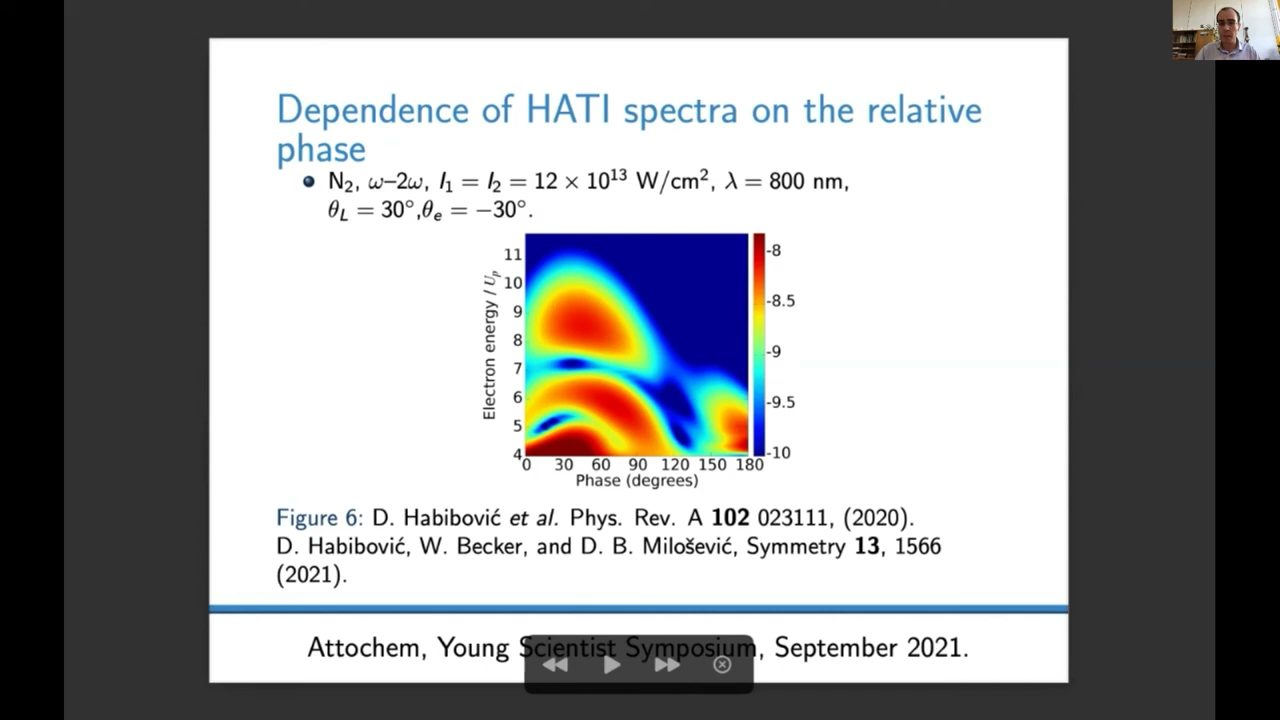 Dependence of HATI spectra on the relative
phase
N₂, ω–2ω, I₁ = I₂ = 12 × 10¹³ W/cm², λ = 800 nm,
θ_L = 30°,θ_e = −30°.
11
10
9
8
7
6
5
4
Electron energy / U_p
0 30 60 90 120 150 180
Phase (degrees)
-8
-8.5
-9
-9.5
-10
Figure 6: D. Habibović et al. Phys. Rev. A 102 023111, (2020).
D. Habibović, W. Becker, and D. B. Milošević, Symmetry 13, 1566
(2021).
Attochem, Young Scientist Symposium, September 2021.